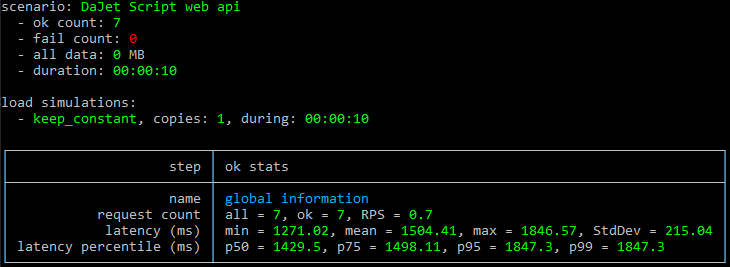 scenario: DaJet Script web api
- ok count: 7
- fail count: 0
- all data: 0 MB
- duration: 00:00:10
load simulations:
- keep_constant, copies: 1, during: 00:00:10
step ok stats
name global information
request count all = 7, ok = 7, RPS = 0.7
latency (ms) min = 1271.02, mean = 1504.41, max = 1846.57, StdDev = 215.04
latency percentile (ms) p50 = 1429.5, p75 = 1498.11, p95 = 1847.3, p99 = 1847.3